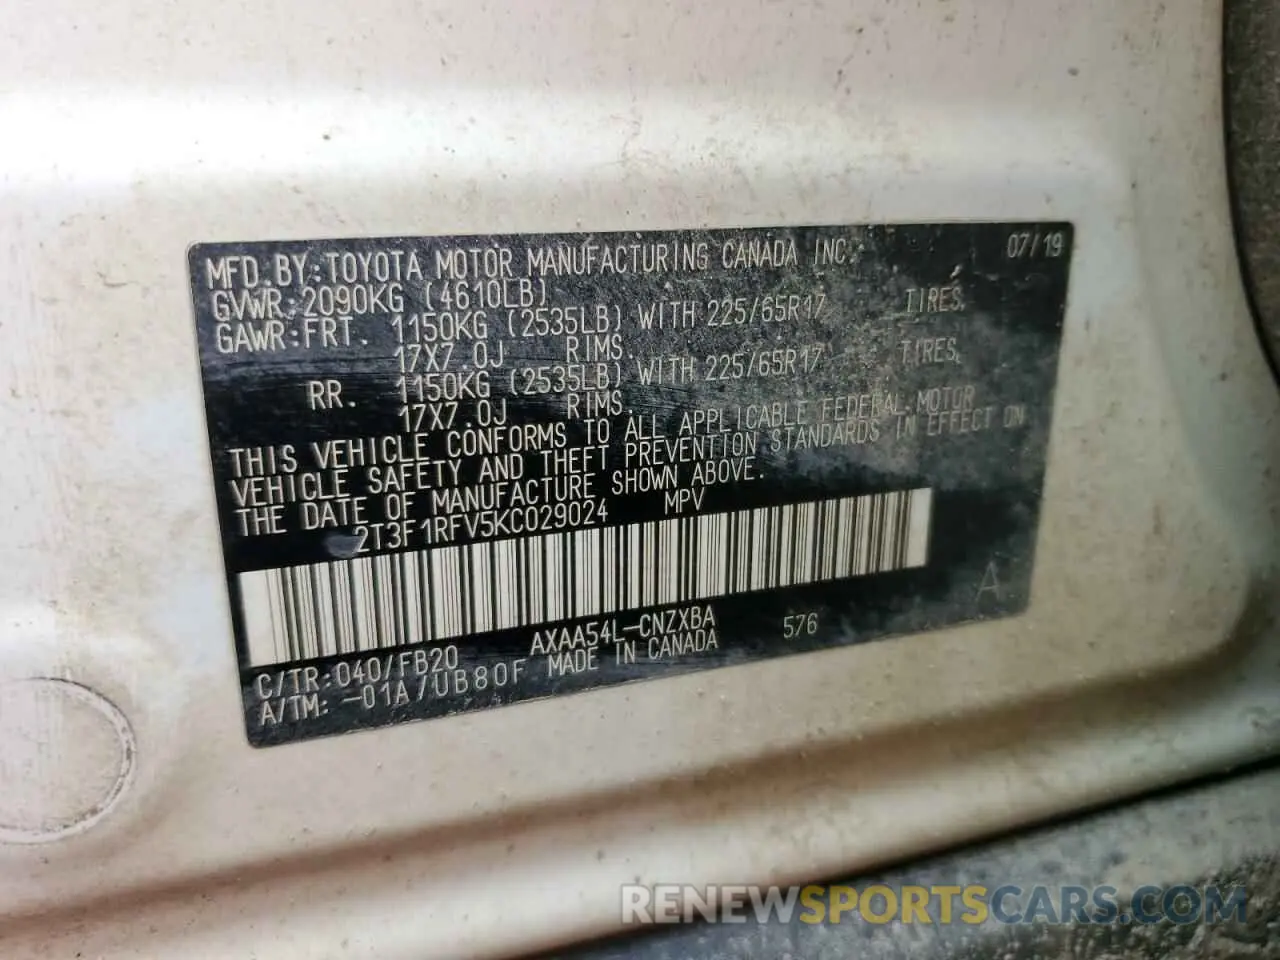 MFD. BY: TOYOTA MOTOR MANUFACTURING CANADA INC. 07/19
GVWR: 2090KG (4610LB)
GAWR: FRT. 1150KG (2535LB) WITH 225/65R17 TIRES,
17X7.0J RIMS.
RR. 1150KG (2535LB) WITH 225/65R17 TIRES,
17X7.0J RIMS.
THIS VEHICLE CONFORMS TO ALL APPLICABLE FEDERAL MOTOR
VEHICLE SAFETY AND THEFT PREVENTION STANDARDS IN EFFECT ON
THE DATE OF MANUFACTURE SHOWN ABOVE.
2T3F1RFV5KC029024 MPV
A
C/TR: 040/FB20 AXAA54L-CNZXBA 576
A/TM: -01A/UB80F MADE IN CANADA
RENEWSPORTSCARS.COM